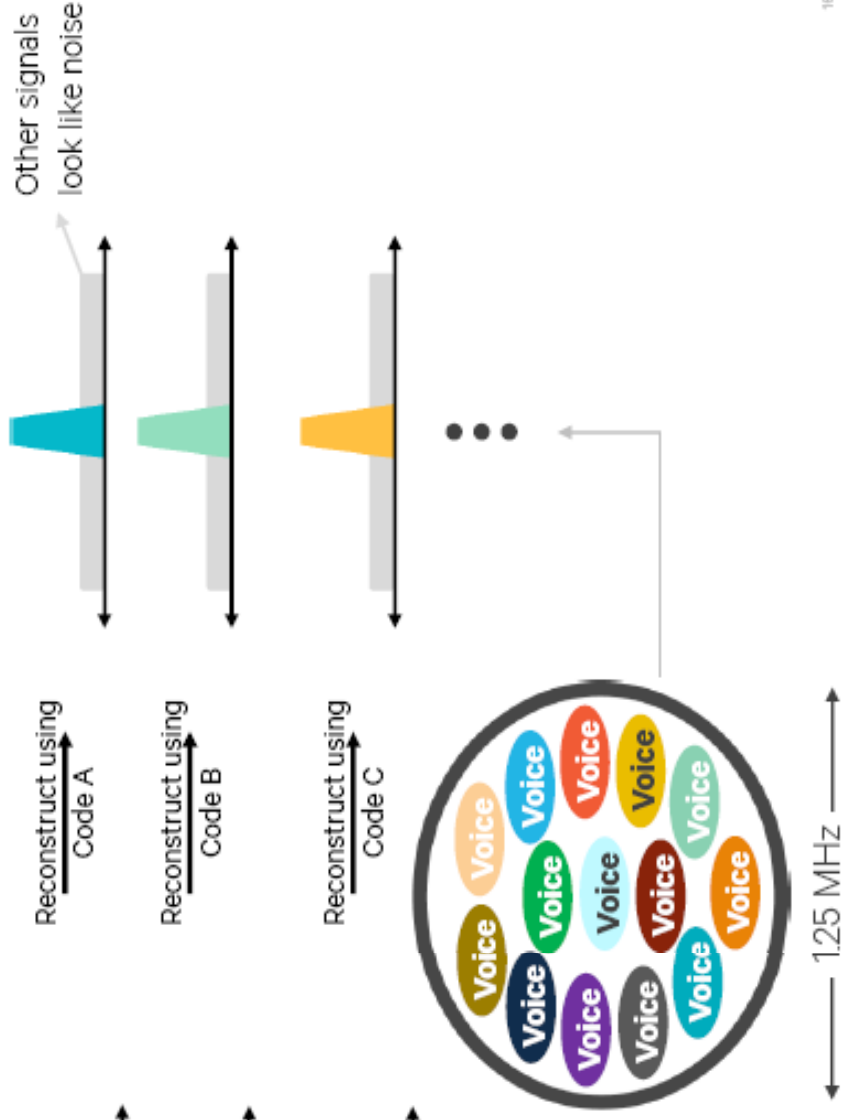 Other signals
look like noise
Reconstruct using
Code A
Reconstruct using
Code B
Reconstruct using
Code C
Voice
Voice
Voice
Voice
Voice
Voice
Voice
Voice
Voice
Voice
Voice
Voice
Voice
Voice
1.25 MHz